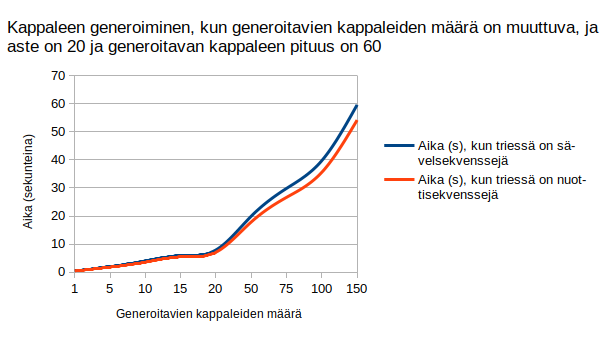 Kappaleen generoiminen, kun generoitavien kappaleiden määrä on muuttuva, ja
aste on 20 ja generoitavan kappaleen pituus on 60
70
60
50
40
30
20
10
0
Aika (sekunteina)
1 5 10 15 20 50 75 100 150
Generoitavien kappaleiden määrä
Aika (s), kun triessä on sä-
velsekvenssejä
Aika (s), kun triessä on nuot-
tisekvenssejä